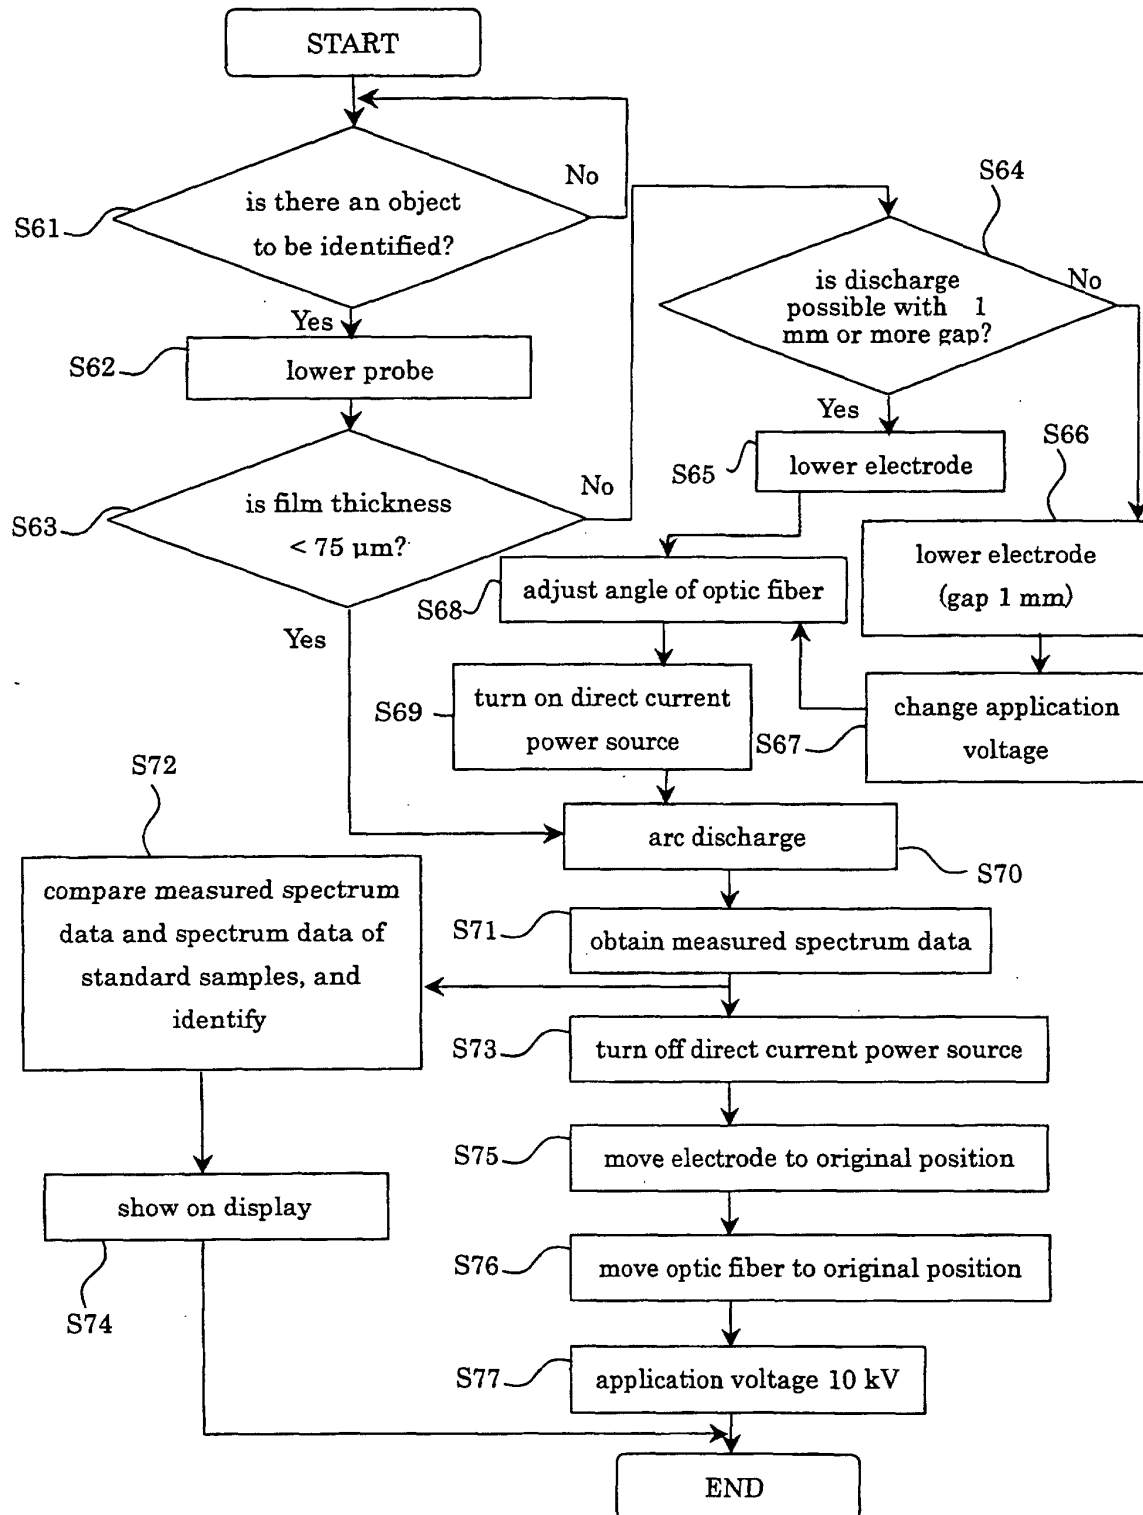 START
No
S61
is there an object
to be identified?
S64
Yes
is discharge
possible with 1
mm or more gap?
No
S62
lower probe
Yes
S65
lower electrode
S66
S63
is film thickness
< 75 µm?
No
lower electrode
(gap 1 mm)
S68
adjust angle of optic fiber
Yes
S69
turn on direct current
power source
S67
change application
voltage
S72
arc discharge
S70
compare measured spectrum
data and spectrum data of
standard samples, and
identify
S71
obtain measured spectrum data
S73
turn off direct current power source
S75
move electrode to original position
show on display
S74
S76
move optic fiber to original position
S77
application voltage 10 kV
END